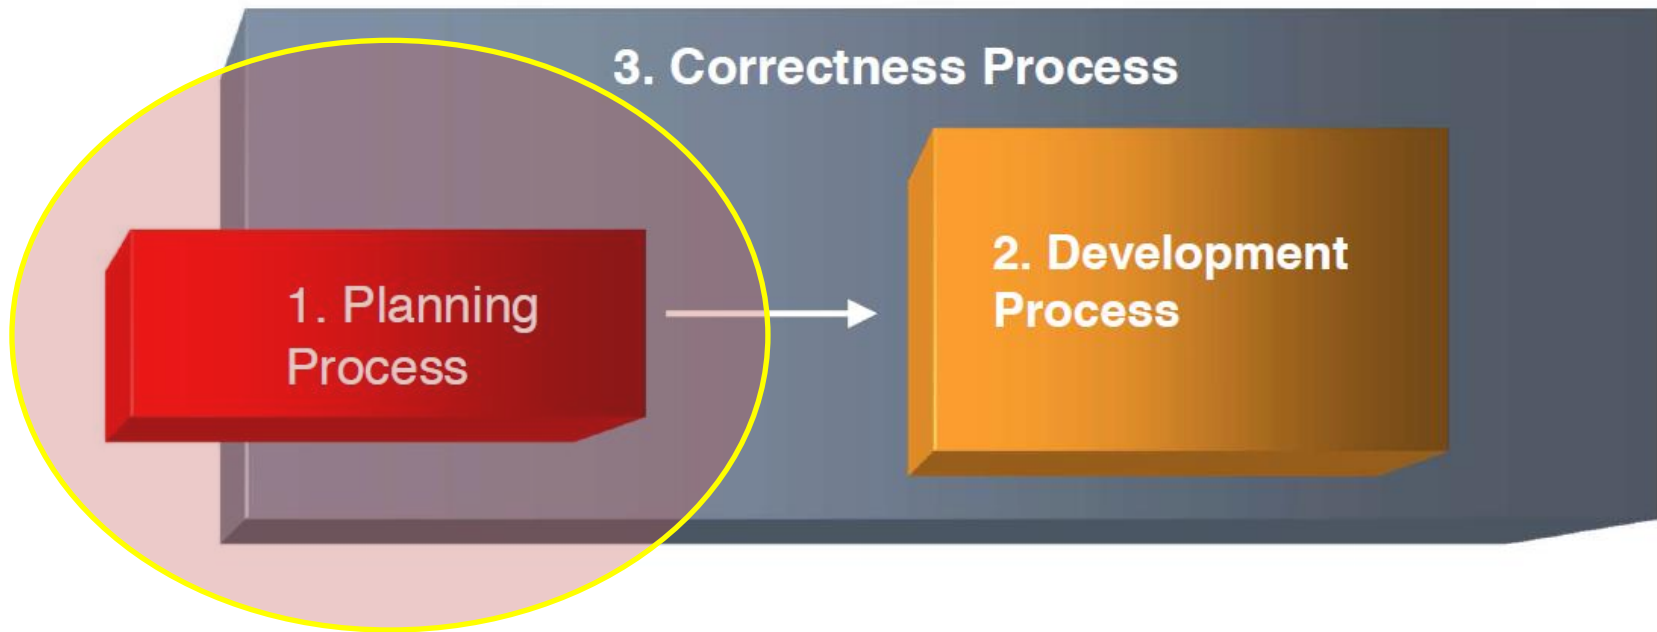 3. Correctness Process
1. Planning
Process
2. Development
Process